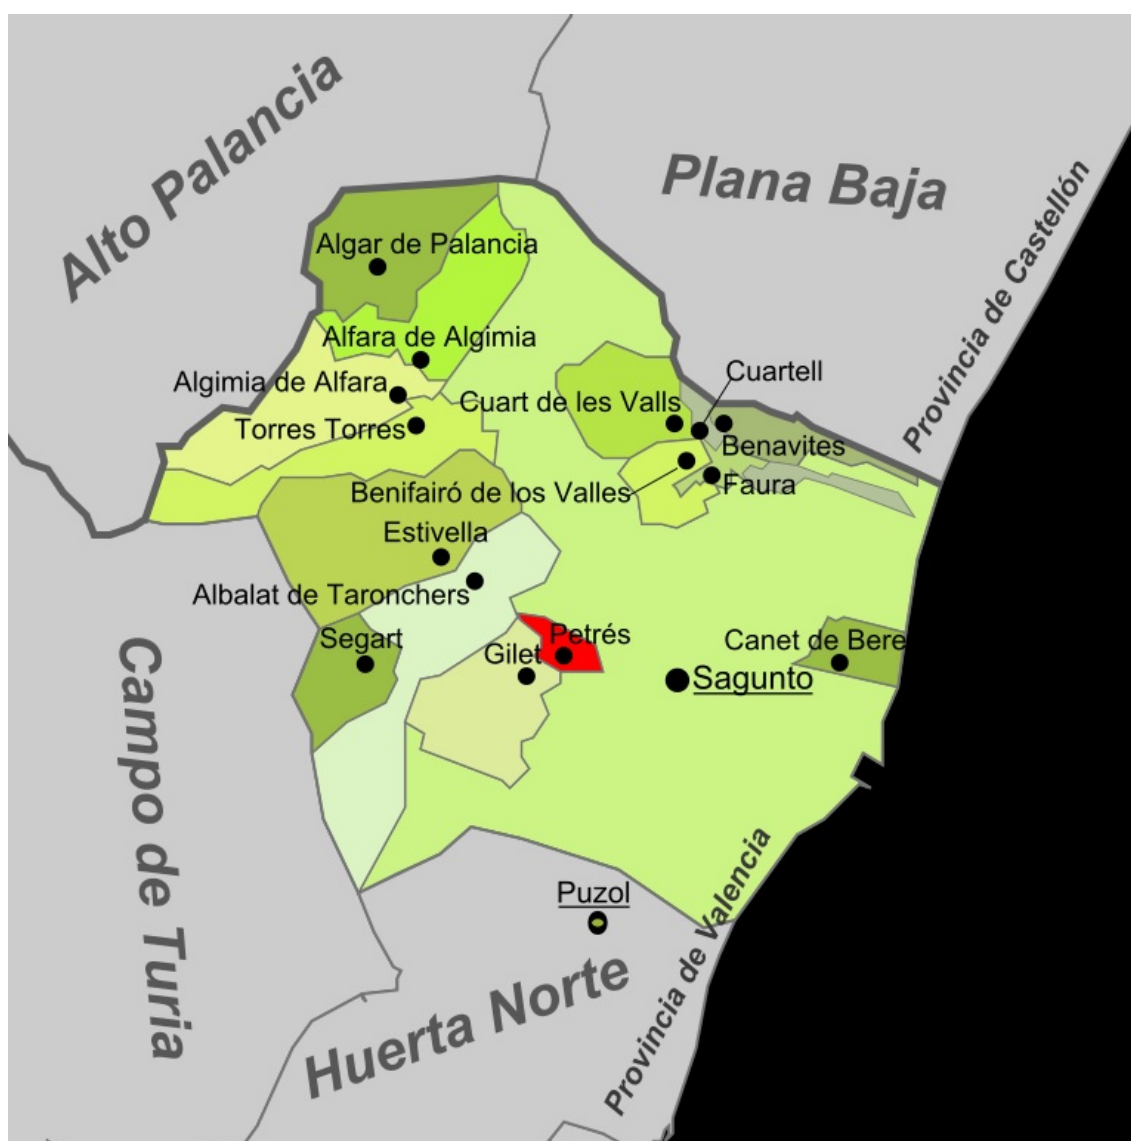 Alto Palancia
Plana Baja
Provincia de Castellón
Algar de Palancia
Alfara de Algimia
Cuartell
Algimia de Alfara
Cuart de les Valls
Torres Torres
Benavites
Benifairó de los Valles
Faura
Estivella
Albalat de Taronchers
Segart
Petrés
Canet de Bere
Gilet
Sagunto
Campo de Turia
Puzol
Provincia de Valencia
Huerta Norte